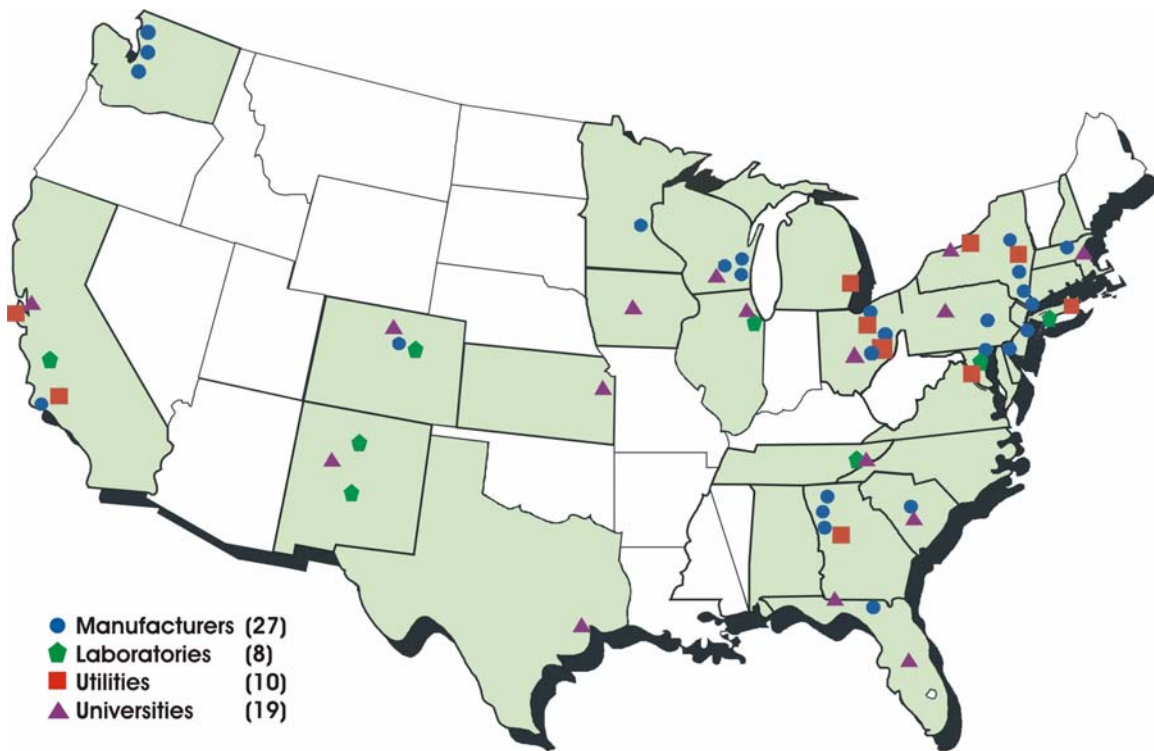 Manufacturers (27)
Laboratories (8)
Utilities (10)
Universities (19)